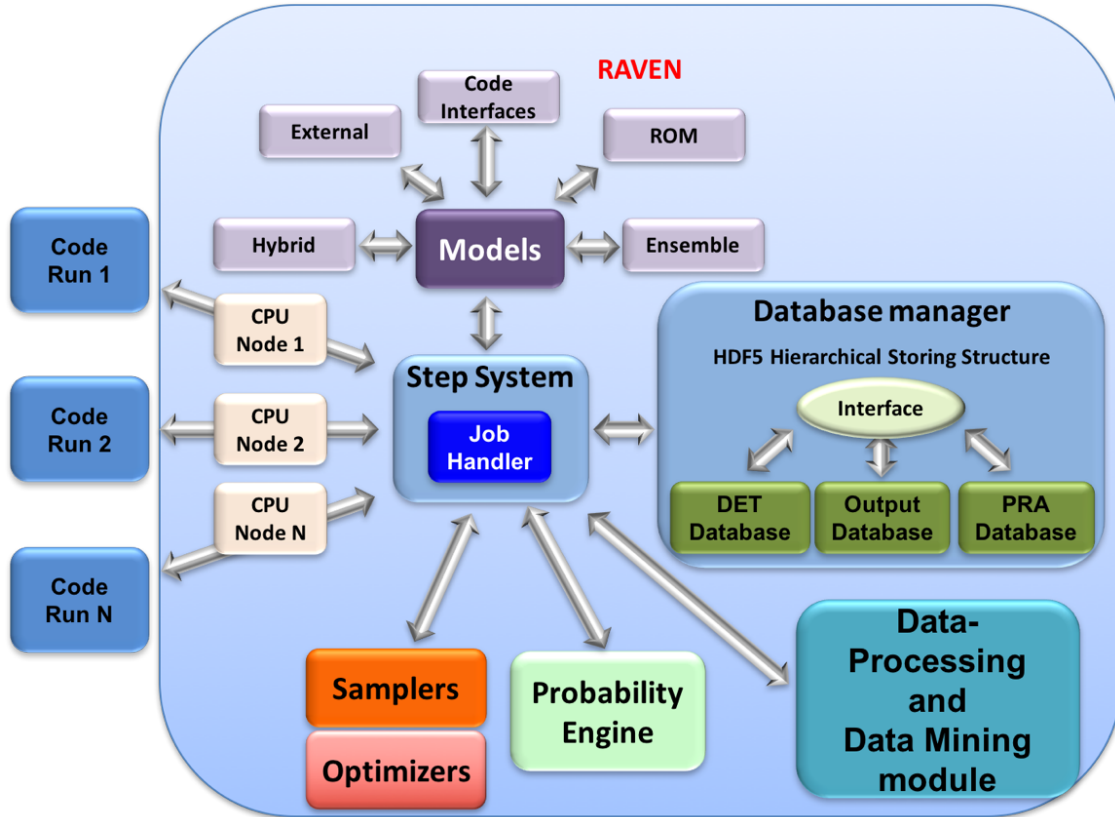 RAVEN
Code
Interfaces
External
ROM
Hybrid
Models
Ensemble
Code
Run 1
CPU
Node 1
Step System
Job
Handler
Database manager
HDF5 Hierarchical Storing Structure
Interface
DET
Database
Output
Database
PRA
Database
Code
Run 2
CPU
Node 2
CPU
Node N
Code
Run N
Samplers
Optimizers
Probability
Engine
Data-
Processing
and
Data Mining
module